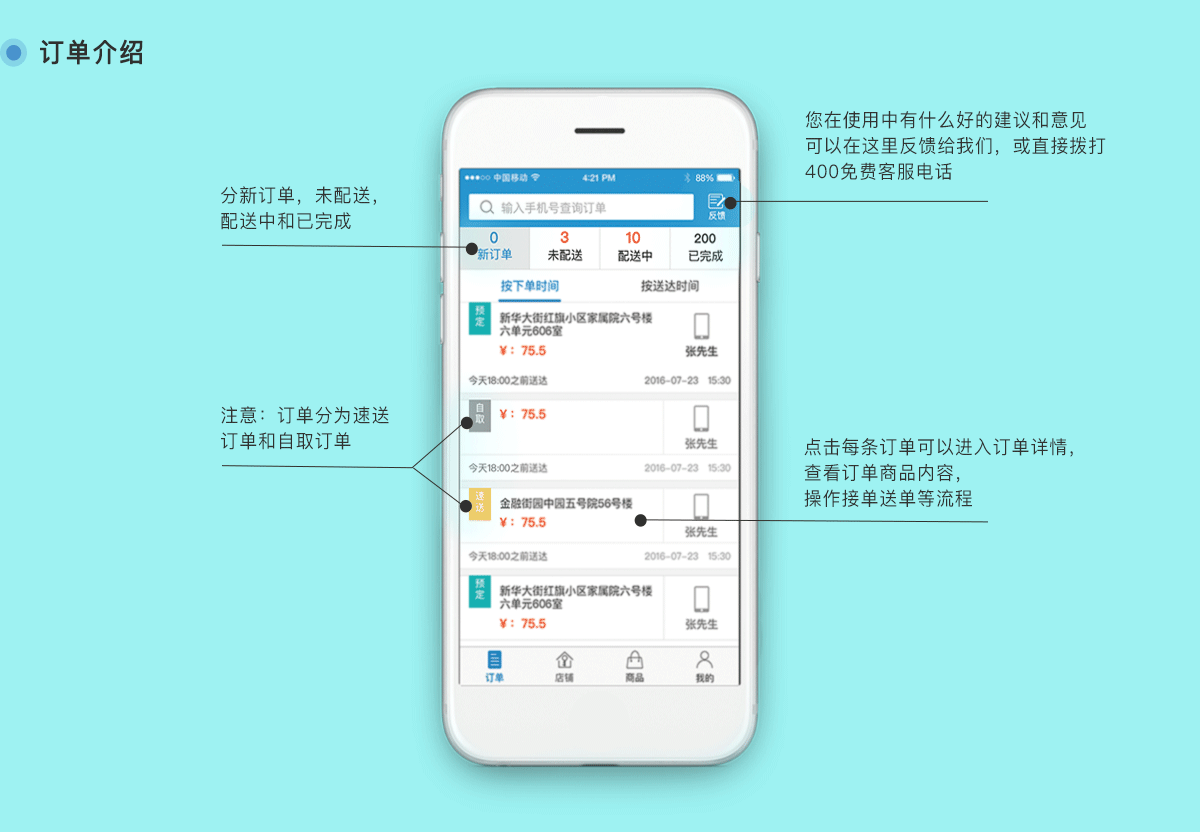 订单介绍
您在使用中有什么好的建议和意见
可以在这里反馈给我们，或直接拨打
400免费客服电话
分新订单，未配送，
配送中和已完成
注意：订单分为速送
订单和自取订单
点击每条订单可以进入订单详情，
查看订单商品内容，
操作接单送单等流程
中国移动 4:21 PM 88%
输入手机号查询订单 反馈
0 3 10 200
新订单 未配送 配送中 已完成
按下单时间 按送达时间
预定
新华大街红旗小区家属院六号楼
六单元606室
¥： 75.5
张先生
今天18:00之前送达 2016-07-23 15:30
自取
¥： 75.5
张先生
今天18:00之前送达 2016-07-23 15:30
速送
金融街园中园五号院56号楼
¥： 75.5
张先生
今天18:00之前送达 2016-07-23 15:30
预定
新华大街红旗小区家属院六号楼
六单元606室
¥： 75.5
张先生
订单 店铺 商品 我的